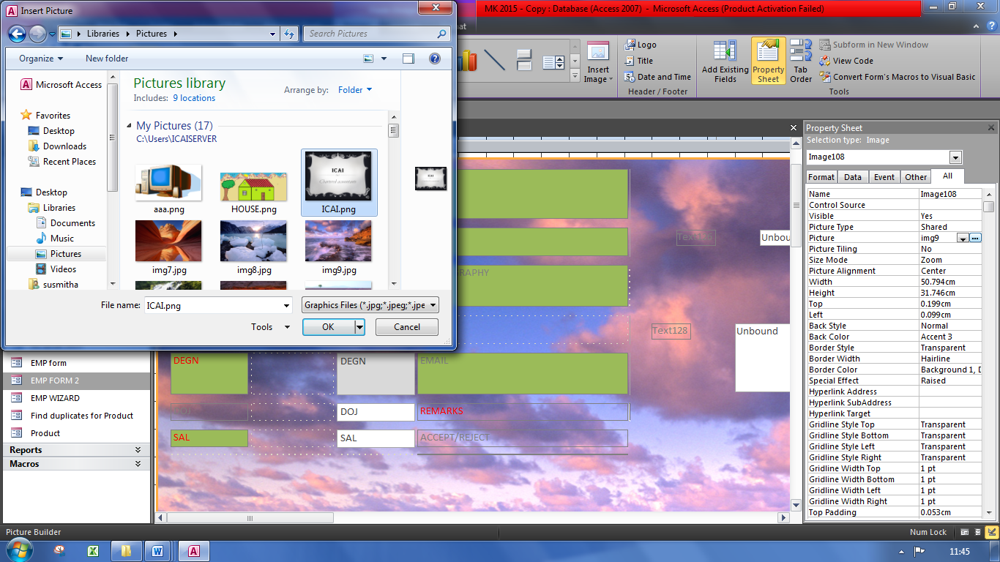 Insert Picture
MK 2015 - Copy : Database (Access 2007) - Microsoft Access (Product Activation Failed)
Libraries Pictures
Search Pictures
Organize New folder
Microsoft Access
Favorites
Desktop
Downloads
Recent Places
Desktop
Libraries
Documents
Music
Pictures
Videos
susmitha
Pictures library
Includes: 9 locations
Arrange by: Folder
My Pictures (17)
C:\Users\ICAISERVER
ICAI
Chartered accountant
aaa.png HOUSE.png ICAI.png
img7.jpg img8.jpg img9.jpg
File name: ICAI.png
Graphics Files (*.jpg;*.jpeg;*.jpe
Tools OK Cancel
at
Insert
Image
Logo
Title
Date and Time
Header / Footer
Add Existing
Fields
Property
Sheet
Tab
Order
Subform in New Window
View Code
Convert Form's Macros to Visual Basic
Tools
EMP form
EMP FORM 2
EMP WIZARD
Find duplicates for Product
Product
Reports
Macros
Unbou
GRAPHY
Text128
Unbound
DEGN DEGN EMAIL
DOJ REMARKS
SAL SAL ACCEPT/REJECT
Property Sheet
Selection type: Image
Image108
Format Data Event Other All
Name Image108
Control Source
Visible Yes
Picture Type Shared
Picture img9
Picture Tiling No
Size Mode Zoom
Picture Alignment Center
Width 50.794cm
Height 31.746cm
Top 0.199cm
Left 0.099cm
Back Style Normal
Back Color Accent 3
Border Style Transparent
Border Width Hairline
Border Color Background 1, D
Special Effect Raised
Hyperlink Address
Hyperlink SubAddress
Hyperlink Target
Gridline Style Top Transparent
Gridline Style Bottom Transparent
Gridline Style Left Transparent
Gridline Style Right Transparent
Gridline Width Top 1 pt
Gridline Width Bottom 1 pt
Gridline Width Left 1 pt
Gridline Width Right 1 pt
Top Padding 0.053cm
Picture Builder
Num Lock
11:45